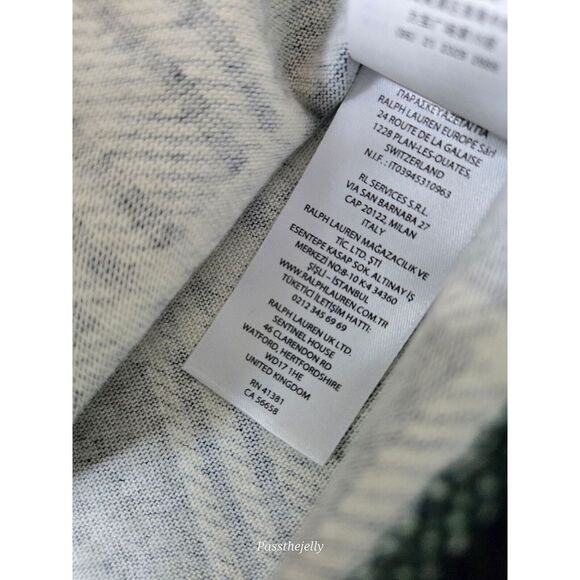 ΠΑΡΑΣΚΕΥΑΖΕΤΑΙ ΓΙΑ
RALPH LAUREN EUROPE Sàrl
24 ROUTE DE LA GALAISE
1228 PLAN-LES-OUATES,
SWITZERLAND
N.I.F. : IT03945310963
RL SERVICES S.R.L.
VIA SAN BARNABA, 27
CAP 20122, MILAN
ITALY
RALPH LAUREN MAĞAZACILIK VE
TİC. LTD. ŞTİ
ESENTEPE KASAP SOK. ALTINAY İŞ
MERKEZİ NO:8-10 K:4 34360
ŞİŞLİ – İSTANBUL
WWW.RALPHLAUREN.COM.TR
TÜKETİCİ İLETİŞİM HATTI:
0212 345 69 69
RALPH LAUREN UK LTD.
SENTINEL HOUSE
46 CLARENDON RD
WATFORD, HERTFORDSHIRE
WD17 1HE
UNITED KINGDOM
RN 41381
CA 56658
Passthejelly